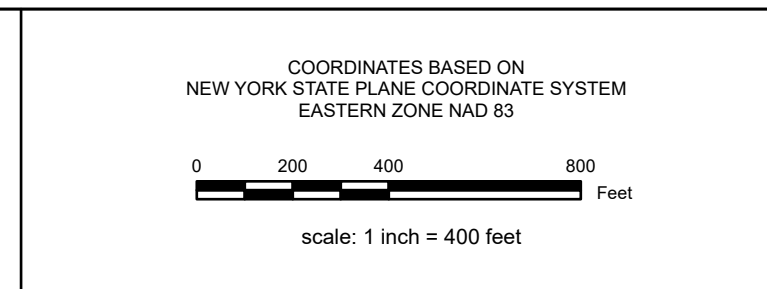 COORDINATES BASED ON
NEW YORK STATE PLANE COORDINATE SYSTEM
EASTERN ZONE NAD 83
0 200 400 800
Feet
scale: 1 inch = 400 feet